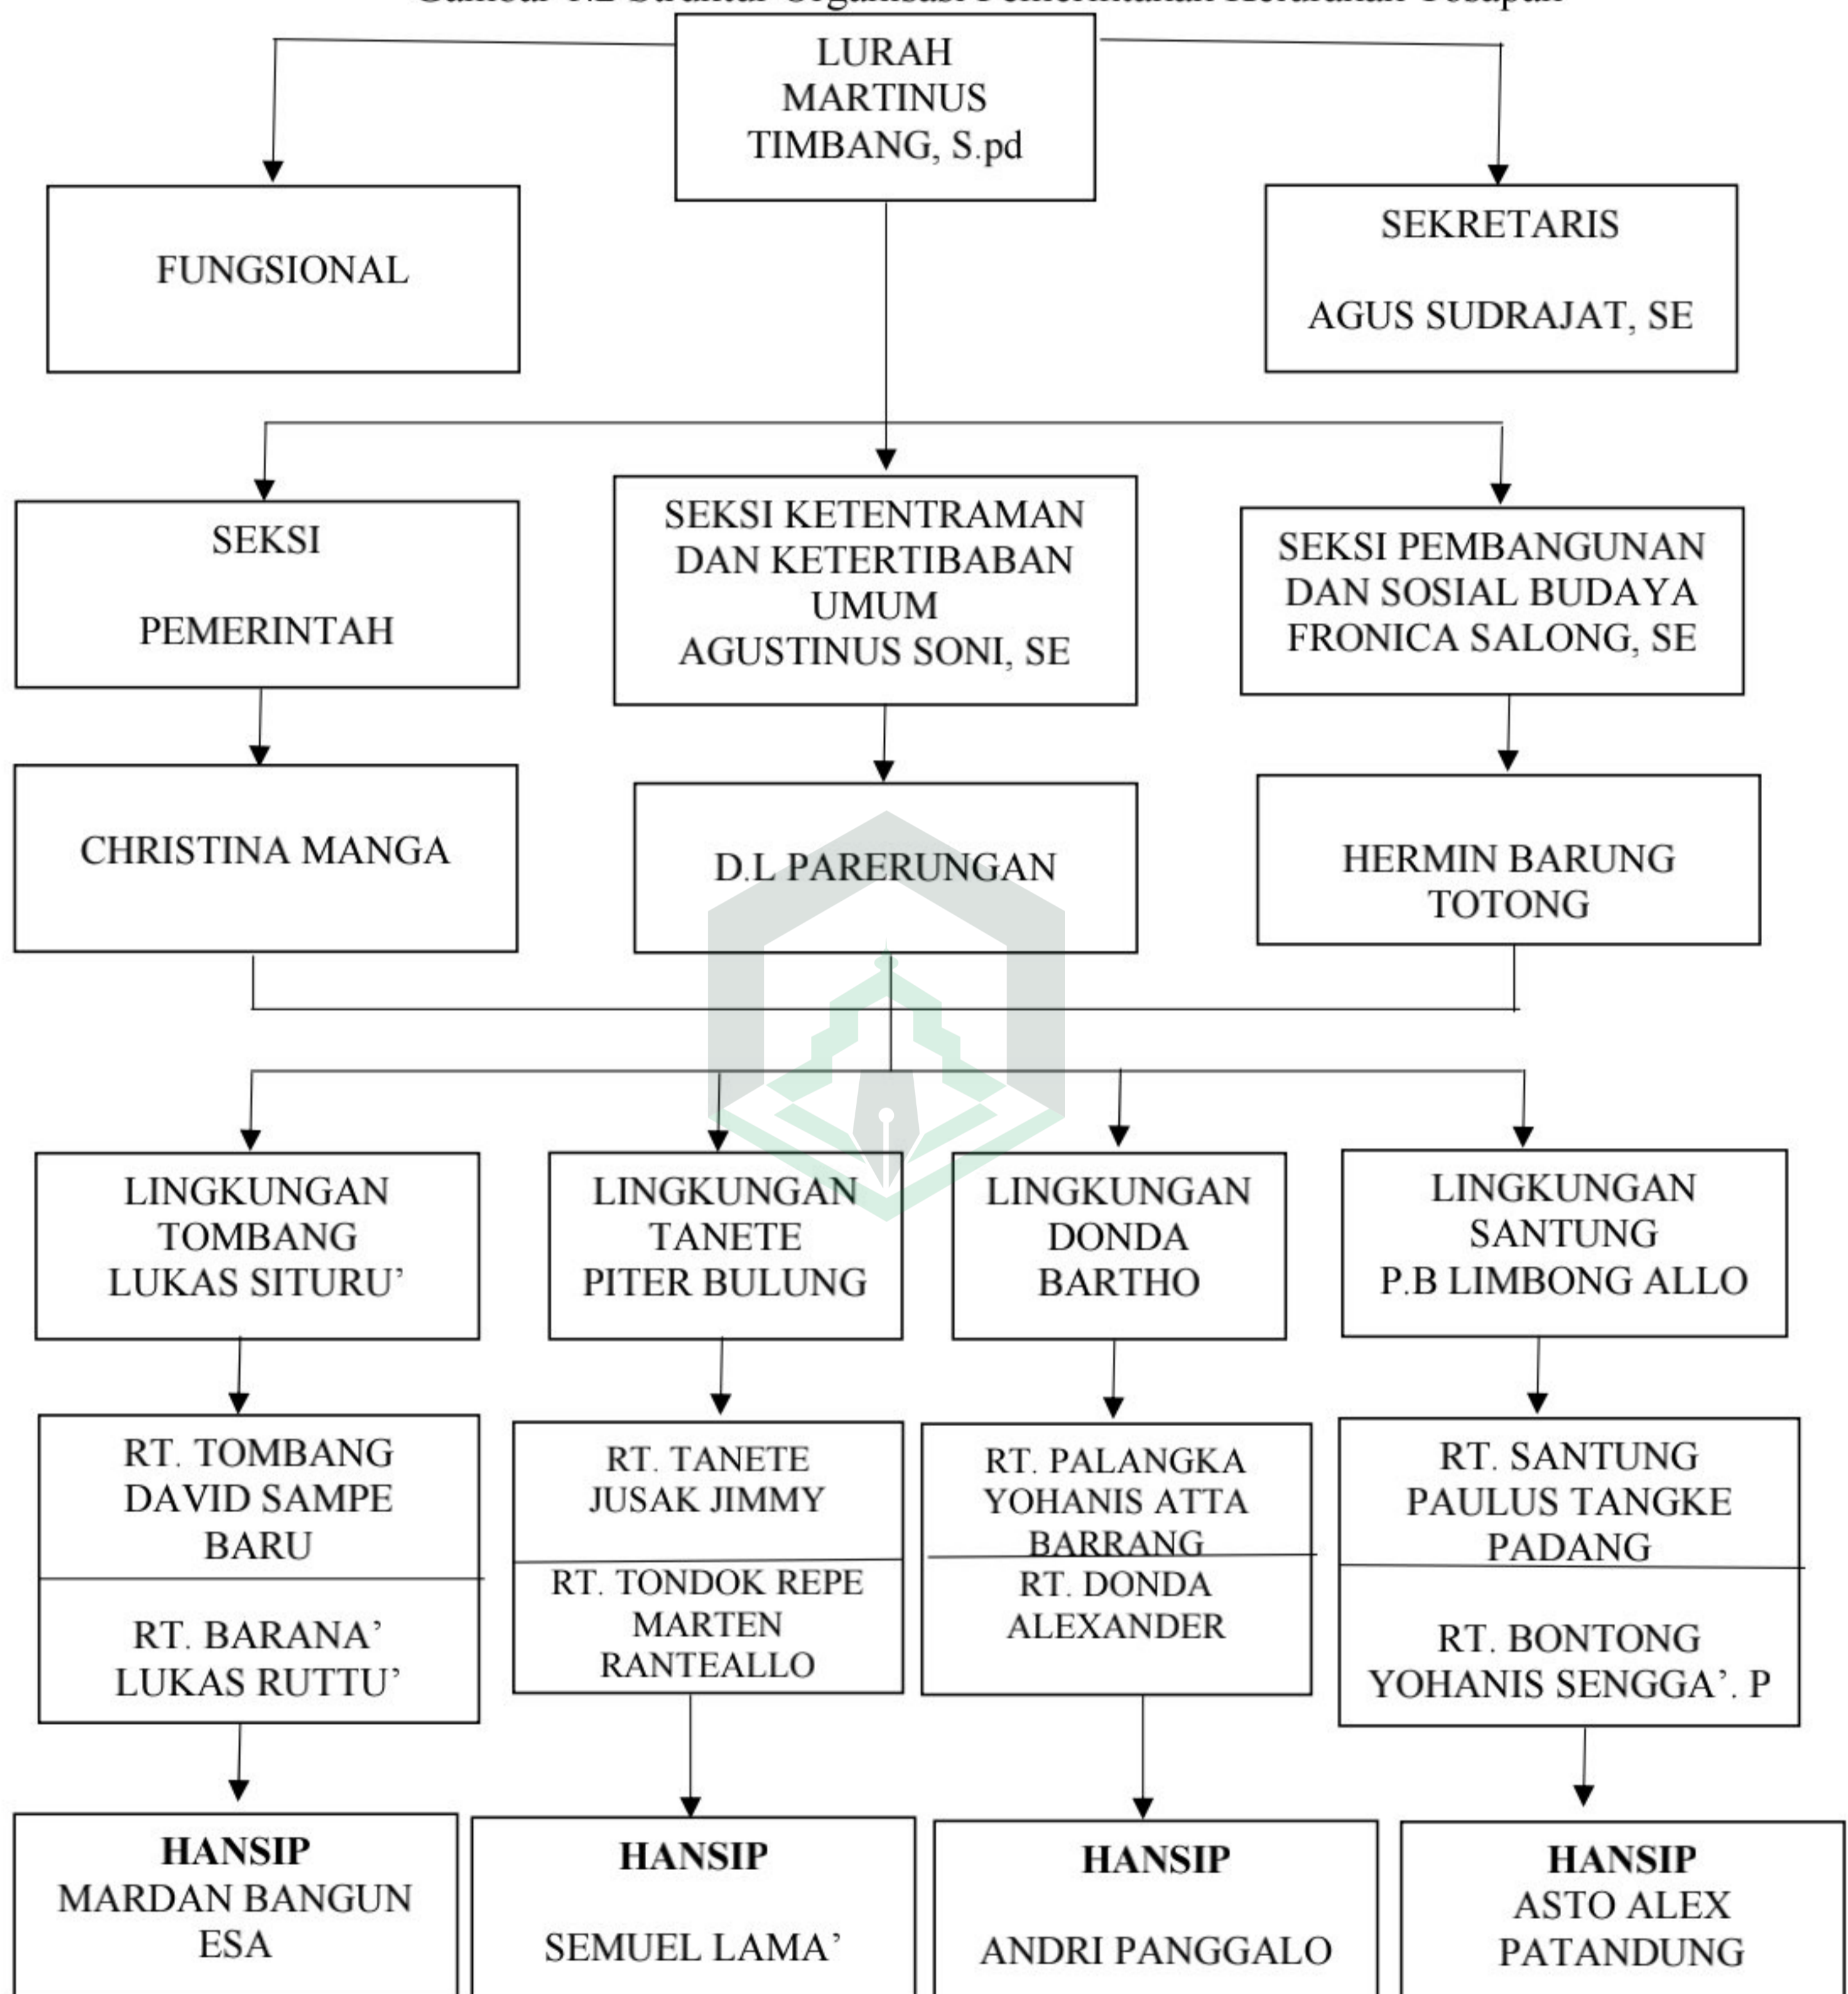 LURAH
MARTINUS
TIMBANG, S.pd
FUNGSIONAL
SEKRETARIS
AGUS SUDRAJAT, SE
SEKSI
PEMERINTAH
SEKSI KETENTRAMAN
DAN KETERTIBABAN
UMUM
AGUSTINUS SONI, SE
SEKSI PEMBANGUNAN
DAN SOSIAL BUDAYA
FRONICA SALONG, SE
CHRISTINA MANGA
D.L PARERUNGAN
HERMIN BARUNG
TOTONG
LINGKUNGAN
TOMBANG
LUKAS SITURU’
LINGKUNGAN
TANETE
PITER BULUNG
LINGKUNGAN
DONDA
BARTHO
LINGKUNGAN
SANTUNG
P.B LIMBONG ALLO
RT. TOMBANG
DAVID SAMPE
BARU
RT. BARANA’
LUKAS RUTTU’
RT. TANETE
JUSAK JIMMY
RT. TONDOK REPE
MARTEN
RANTEALLO
RT. PALANGKA
YOHANIS ATTA
BARRANG
RT. DONDA
ALEXANDER
RT. SANTUNG
PAULUS TANGKE
PADANG
RT. BONTONG
YOHANIS SENGGA’. P
HANSIP
MARDAN BANGUN
ESA
HANSIP
SEMUEL LAMA’
HANSIP
ANDRI PANGGALO
HANSIP
ASTO ALEX
PATANDUNG